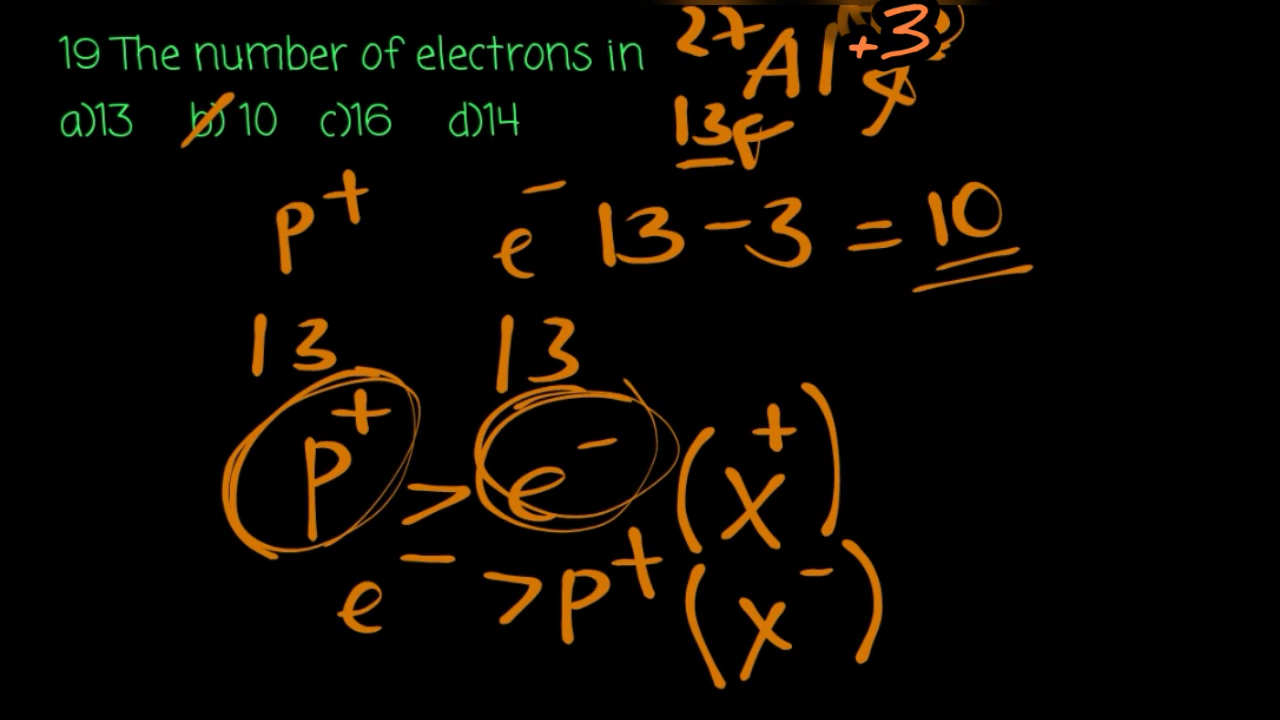 19 The number of electrons in 27 Al +3
a)13 b) 10 c)16 d)14 13
p+ e- 13-3=10
13 13
p+ > e- (x+)
e- > p+ (x-)